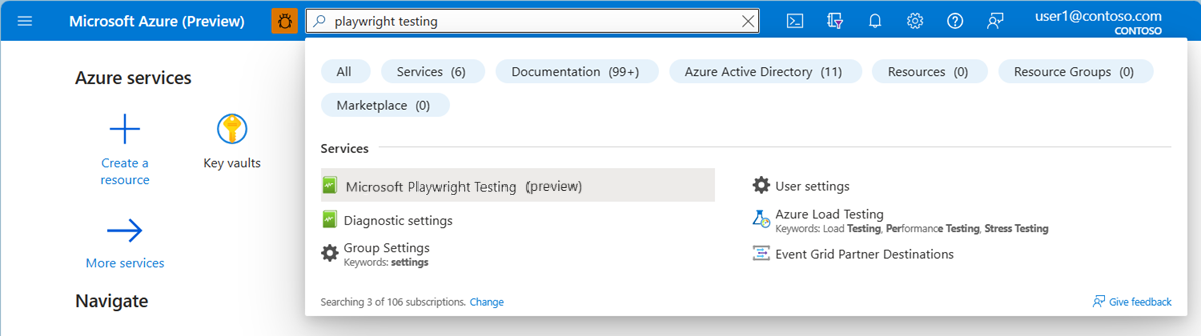 Microsoft Azure (Preview)
playwright testing
user1@contoso.com
CONTOSO
Azure services
Create a
resource
Key vaults
More services
Navigate
All
Services (6)
Documentation (99+)
Azure Active Directory (11)
Resources (0)
Resource Groups (0)
Marketplace (0)
Services
Microsoft Playwright Testing (preview)
Diagnostic settings
Group Settings
Keywords: settings
User settings
Azure Load Testing
Keywords: Load Testing, Performance Testing, Stress Testing
Event Grid Partner Destinations
Searching 3 of 106 subscriptions. Change
Give feedback